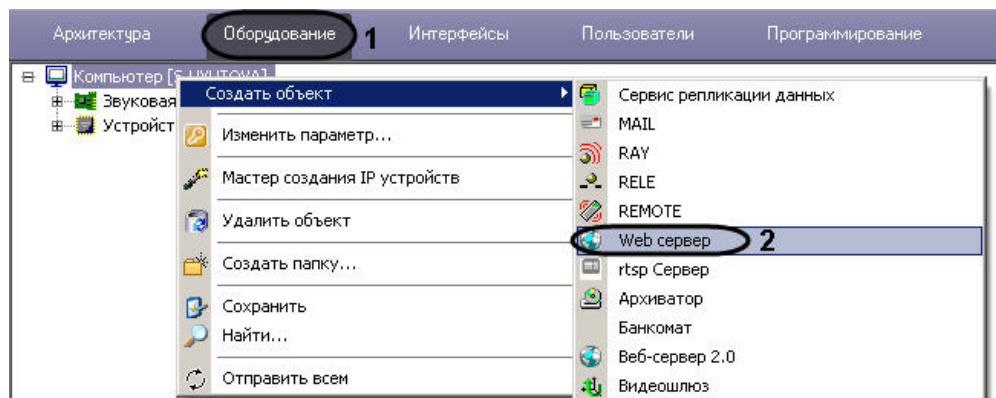 Архитектура Оборудование 1 Интерфейсы Пользователи Программирование
Компьютер
Звуковая
Устройст
Создать объект
Изменить параметр...
Мастер создания IP устройств
Удалить объект
Создать папку...
Сохранить
Найти...
Отправить всем
Сервис репликации данных
MAIL
RAY
RELE
REMOTE
Web сервер 2
rtsp Сервер
Архиватор
Банкомат
Веб-сервер 2.0
Видеошлюз